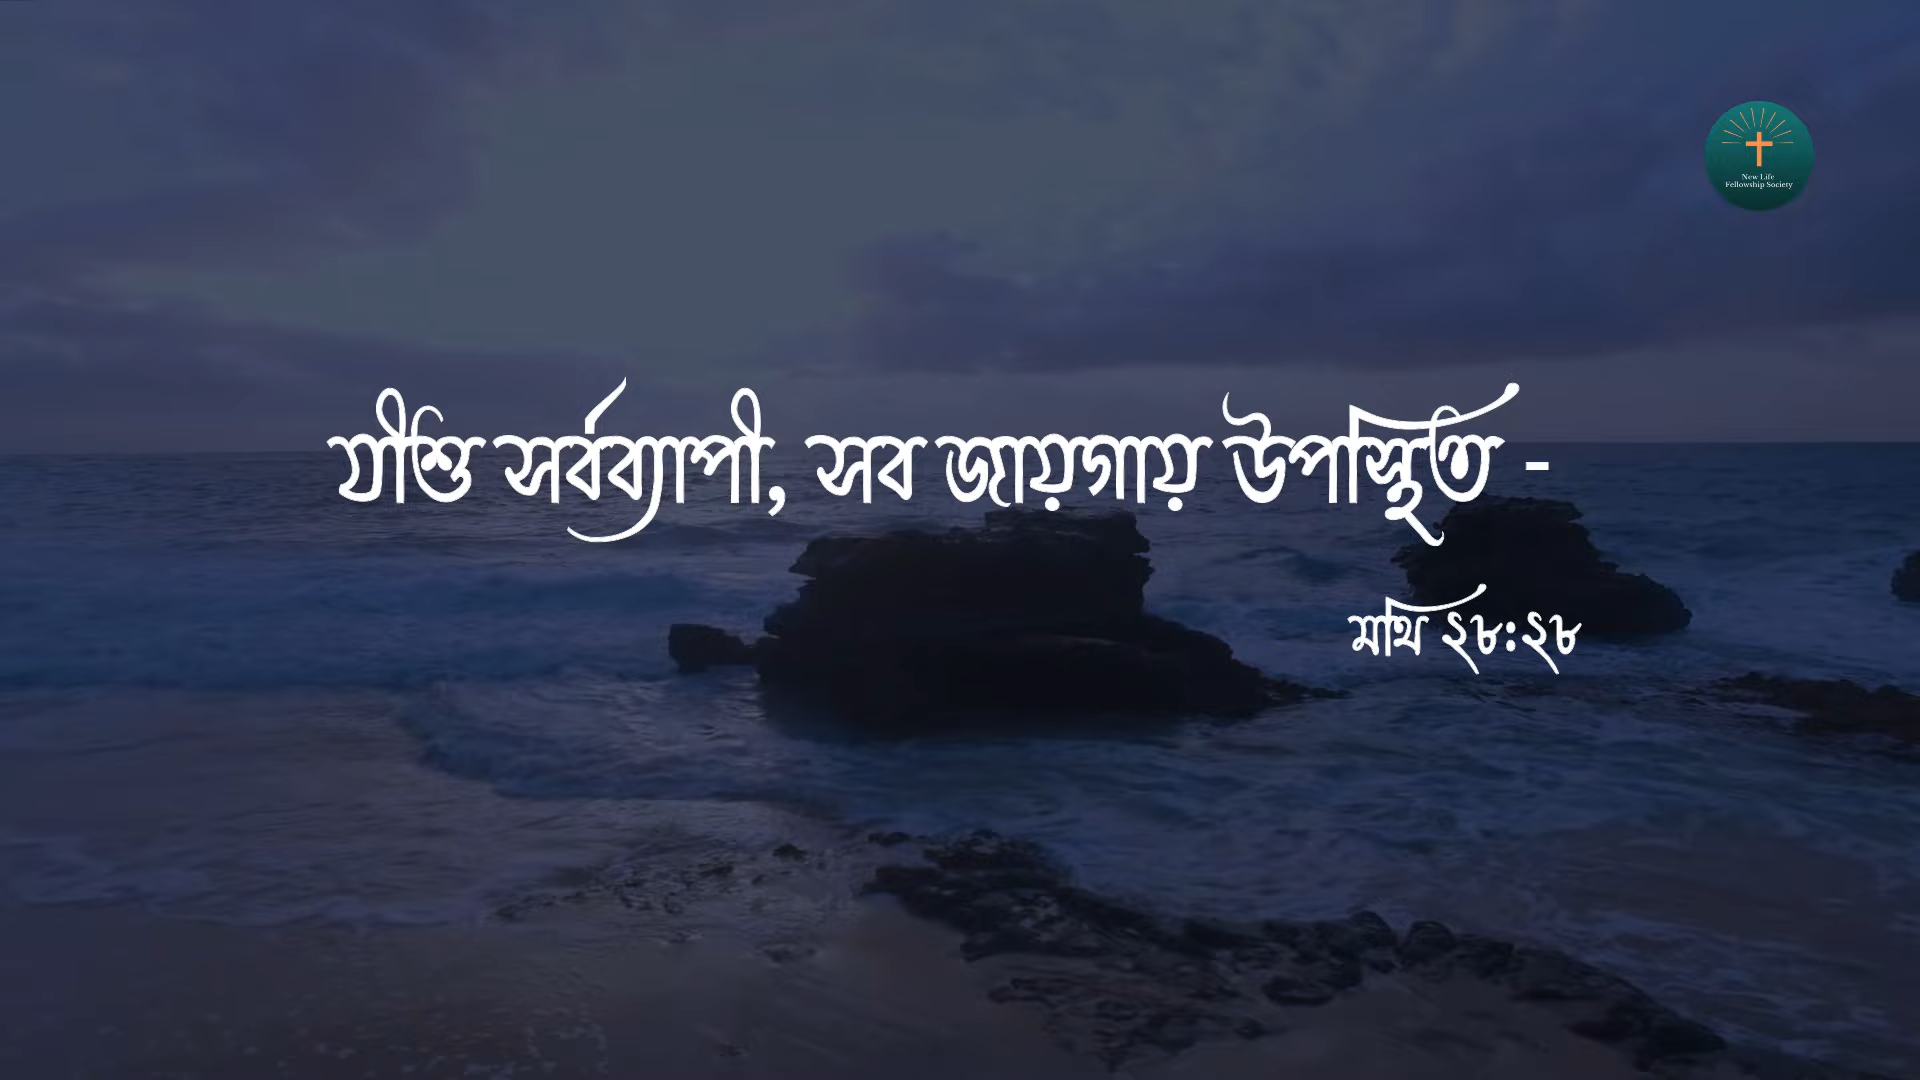 New Life
Fellowship Society
যীশু সর্বব্যাপী, সব জায়গায় উপস্থিত -
মথি ২৮:২৮